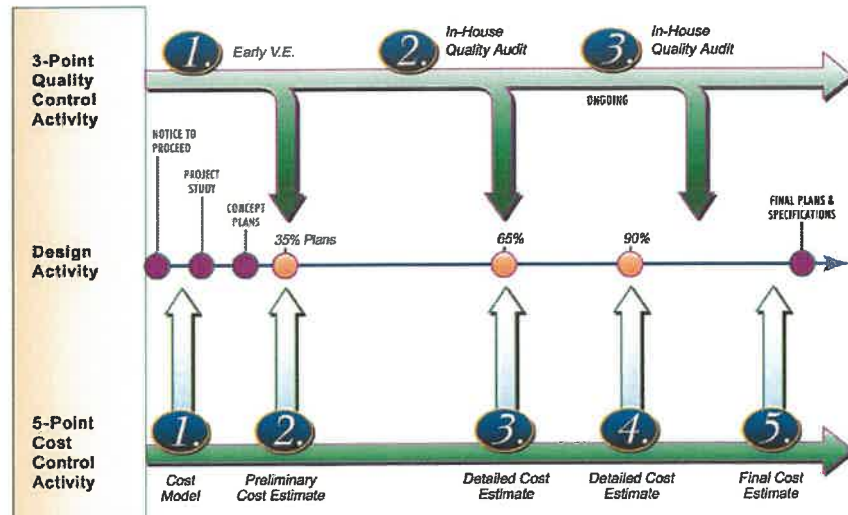 3-Point
Quality
Control
Activity
1.
Early V.E.
2.
In-House
Quality Audit
3.
In-House
Quality Audit
ONGOING
NOTICE TO
PROCEED
PROJECT
STUDY
CONCEPT
PLANS
Design
Activity
35% Plans
65%
90%
FINAL PLANS &
SPECIFICATIONS
5-Point
Cost
Control
Activity
1.
Cost
Model
2.
Preliminary
Cost Estimate
3.
Detailed Cost
Estimate
4.
Detailed Cost
Estimate
5.
Final Cost
Estimate